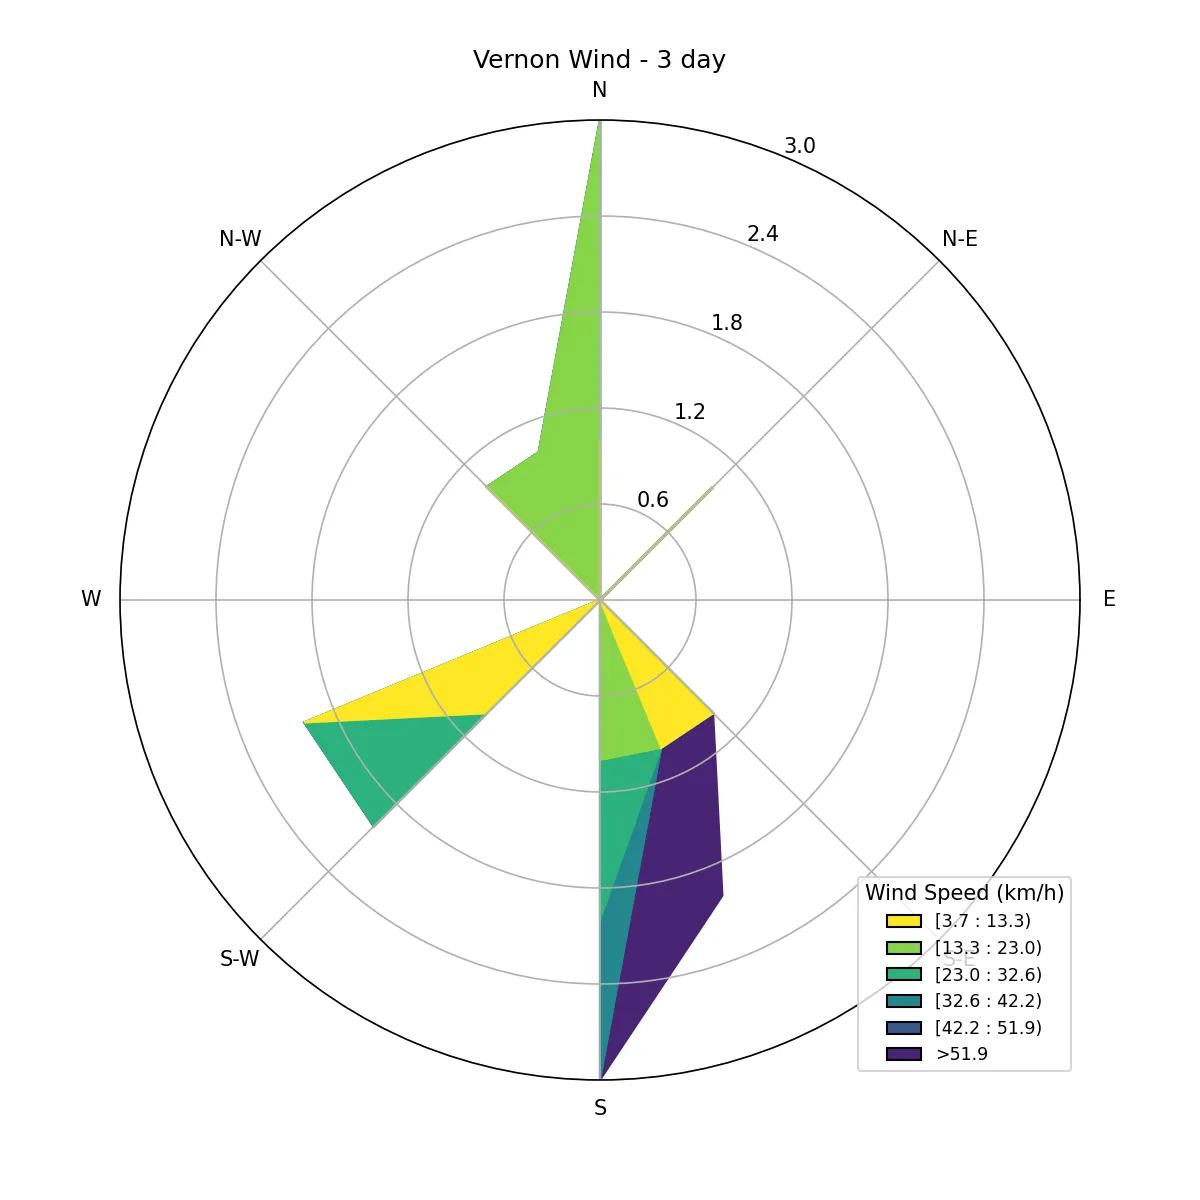 Vernon Wind - 3 day
N
3.0
N-W
2.4
N-E
1.8
1.2
0.6
W
E
Wind Speed (km/h)
[3.7 : 13.3)
[13.3 : 23.0)
S-W
S-E
[23.0 : 32.6)
[32.6 : 42.2)
[42.2 : 51.9)
>51.9
S